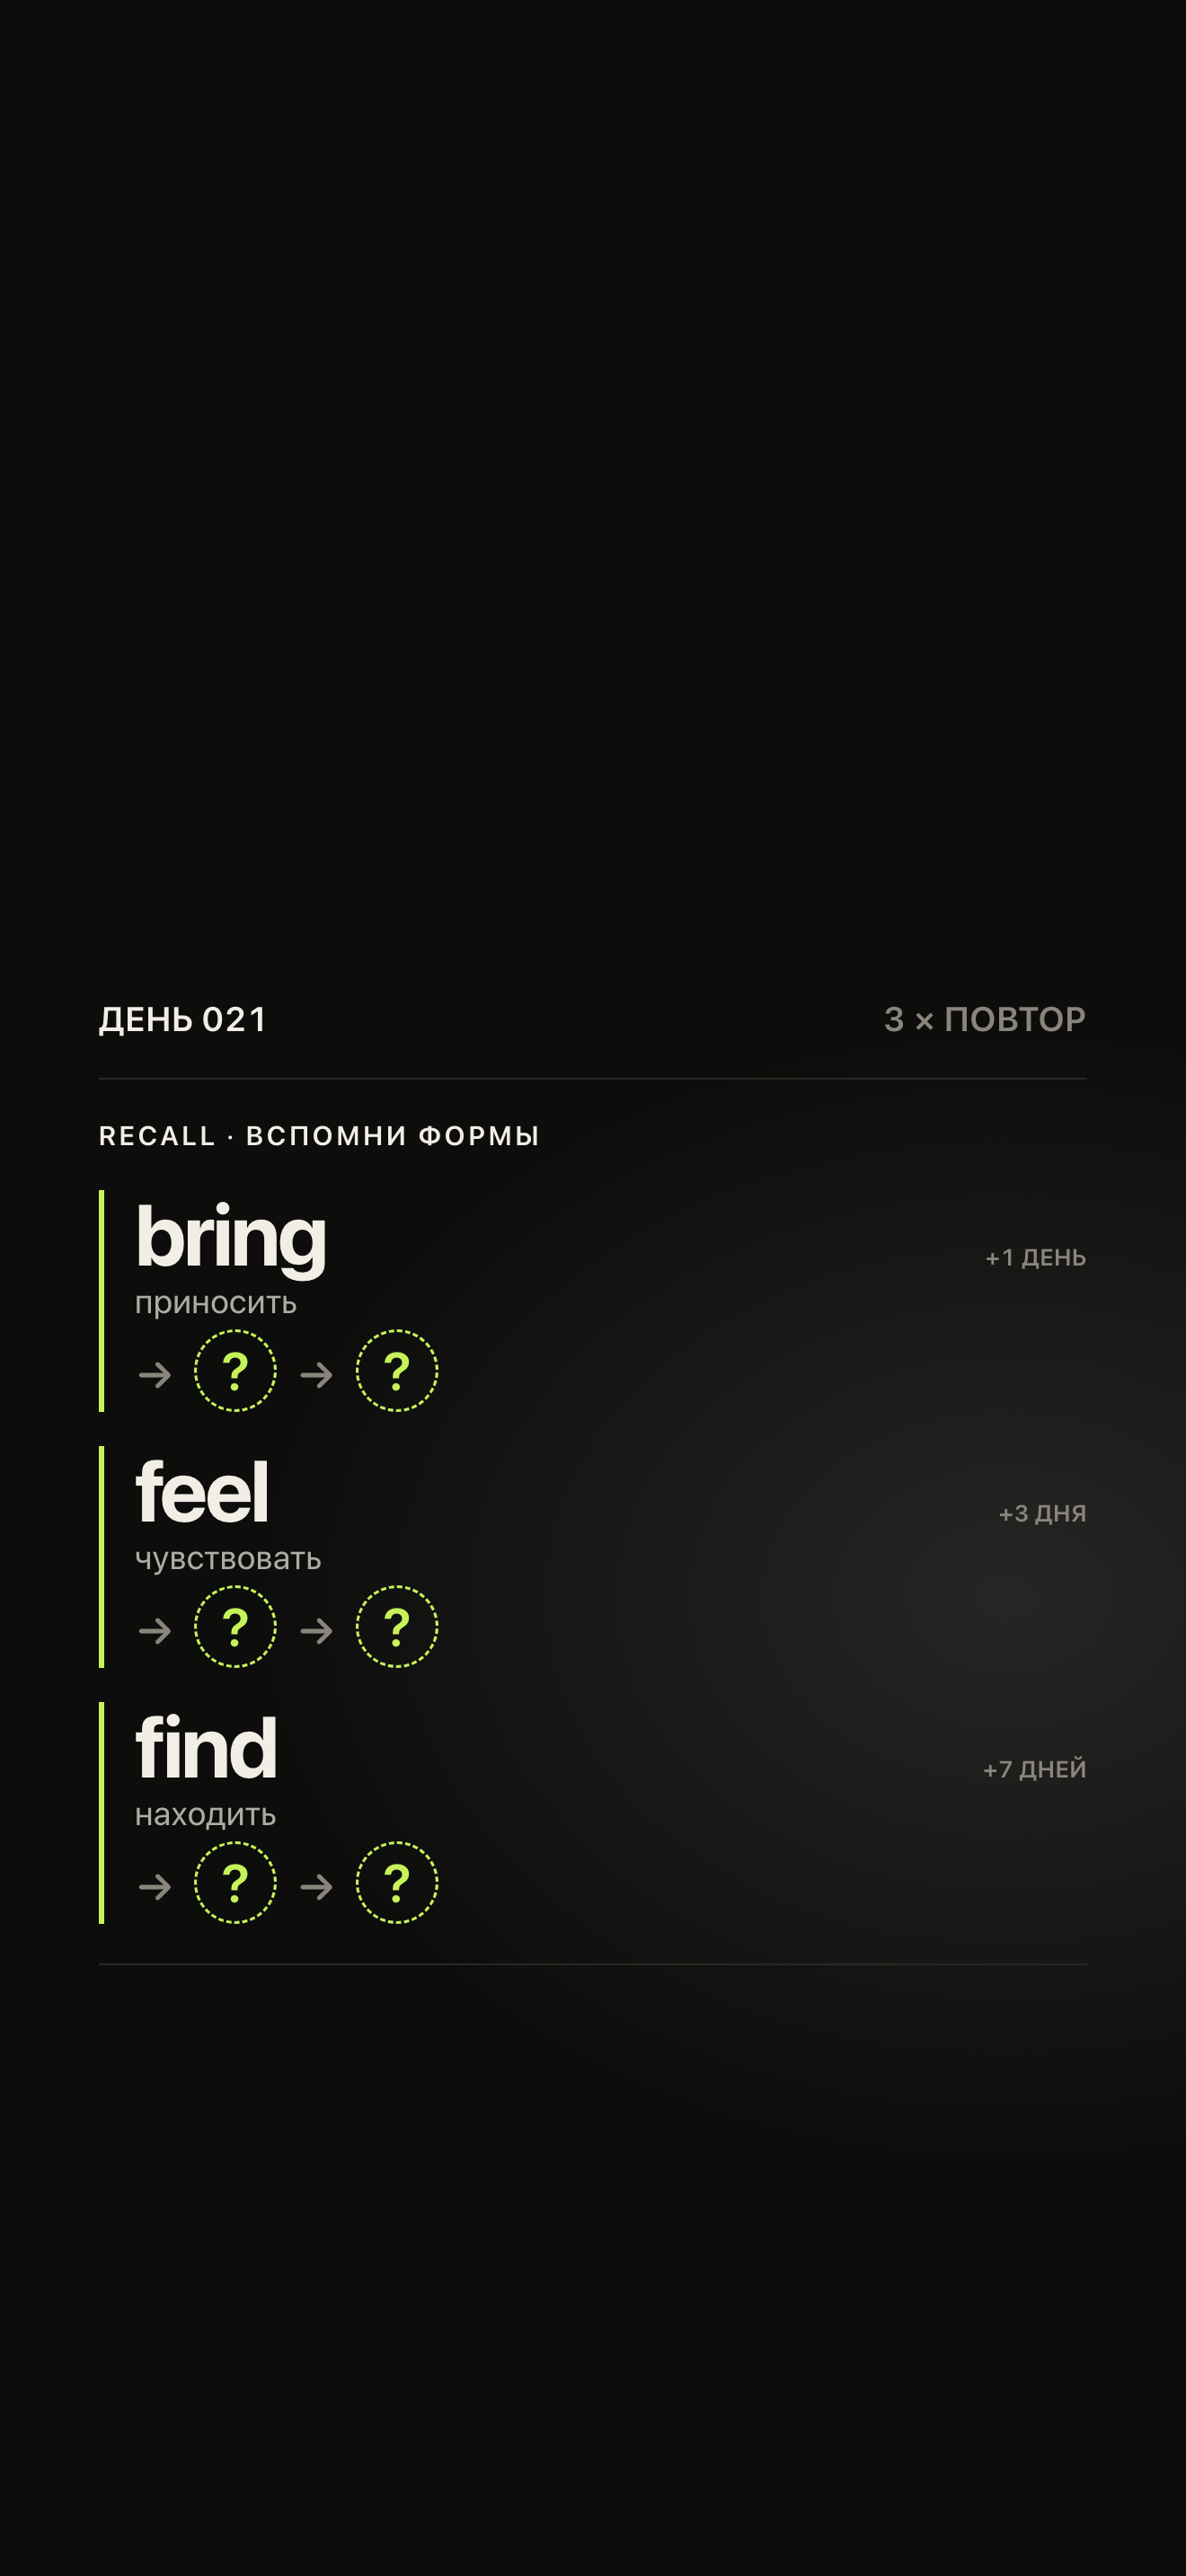 ДЕНЬ 021
3 × ПОВТОР
RECALL · ВСПОМНИ ФОРМЫ
bring
+1 ДЕНЬ
приносить
→ ? → ?
feel
+3 ДНЯ
чувствовать
→ ? → ?
find
+7 ДНЕЙ
находить
→ ? → ?